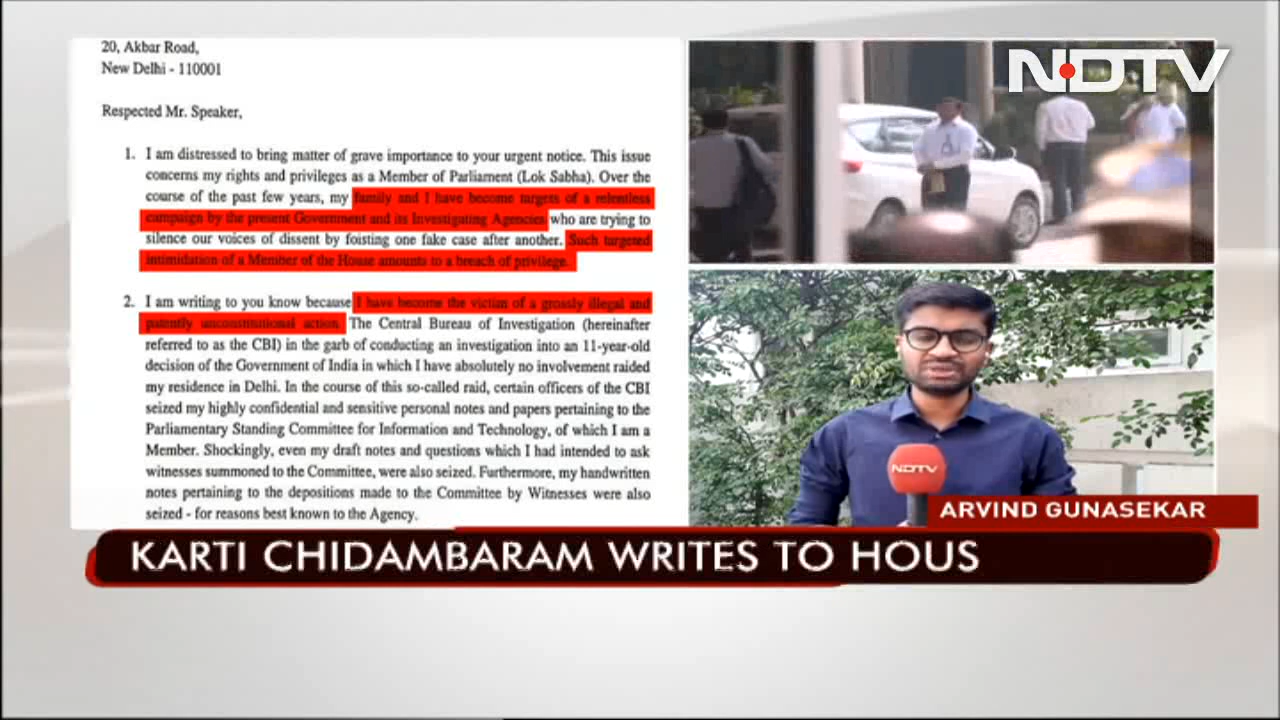 20, Akbar Road,
New Delhi - 110001
Respected Mr. Speaker,
1. I am distressed to bring matter of grave importance to your urgent notice. This issue
concerns my rights and privileges as a Member of Parliament (Lok Sabha). Over the
course of the past few years, my family and I have become targets of a relentless
campaign by the present Government and its Investigating Agencies who are trying to
silence our voices of dissent by foisting one fake case after another. Such targeted
intimidation of a Member of the House amounts to a breach of privilege.
2. I am writing to you know because I have become the victim of a grossly illegal and
patently unconstitutional action. The Central Bureau of Investigation (hereinafter
referred to as the CBI) in the garb of conducting an investigation into an 11-year-old
decision of the Government of India in which I have absolutely no involvement raided
my residence in Delhi. In the course of this so-called raid, certain officers of the CBI
seized my highly confidential and sensitive personal notes and papers pertaining to the
Parliamentary Standing Committee for Information and Technology, of which I am a
Member. Shockingly, even my draft notes and questions which I had intended to ask
witnesses summoned to the Committee, were also seized. Furthermore, my handwritten
notes pertaining to the depositions made to the Committee by Witnesses were also
seized - for reasons best known to the Agency.
NDTV
NDTV
ARVIND GUNASEKAR
KARTI CHIDAMBARAM WRITES TO HOUS